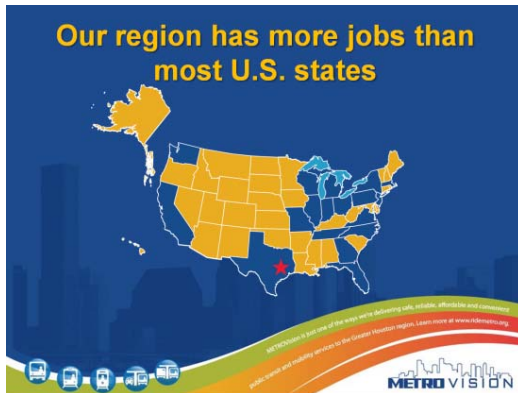 Our region has more jobs than
most U.S. states
METROVision is just one of the ways we're delivering safe, reliable, affordable and convenient
public transit and mobility services to the Greater Houston region. Learn more at www.ridemetro.org.
METROVISION